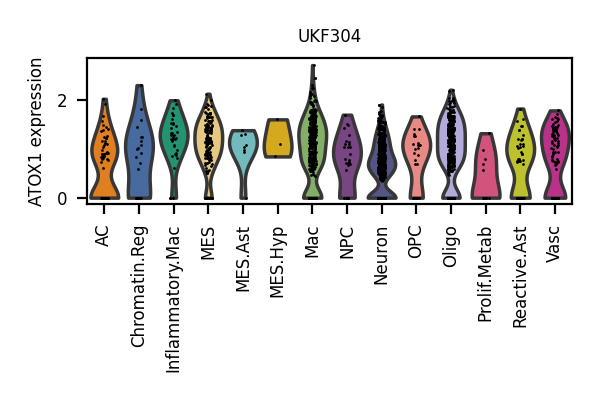 UKF304
ATOX1 expression
2
0
AC
Chromatin.Reg
Inflammatory.Mac
MES
MES.Ast
MES.Hyp
Mac
NPC
Neuron
OPC
Oligo
Prolif.Metab
Reactive.Ast
Vasc